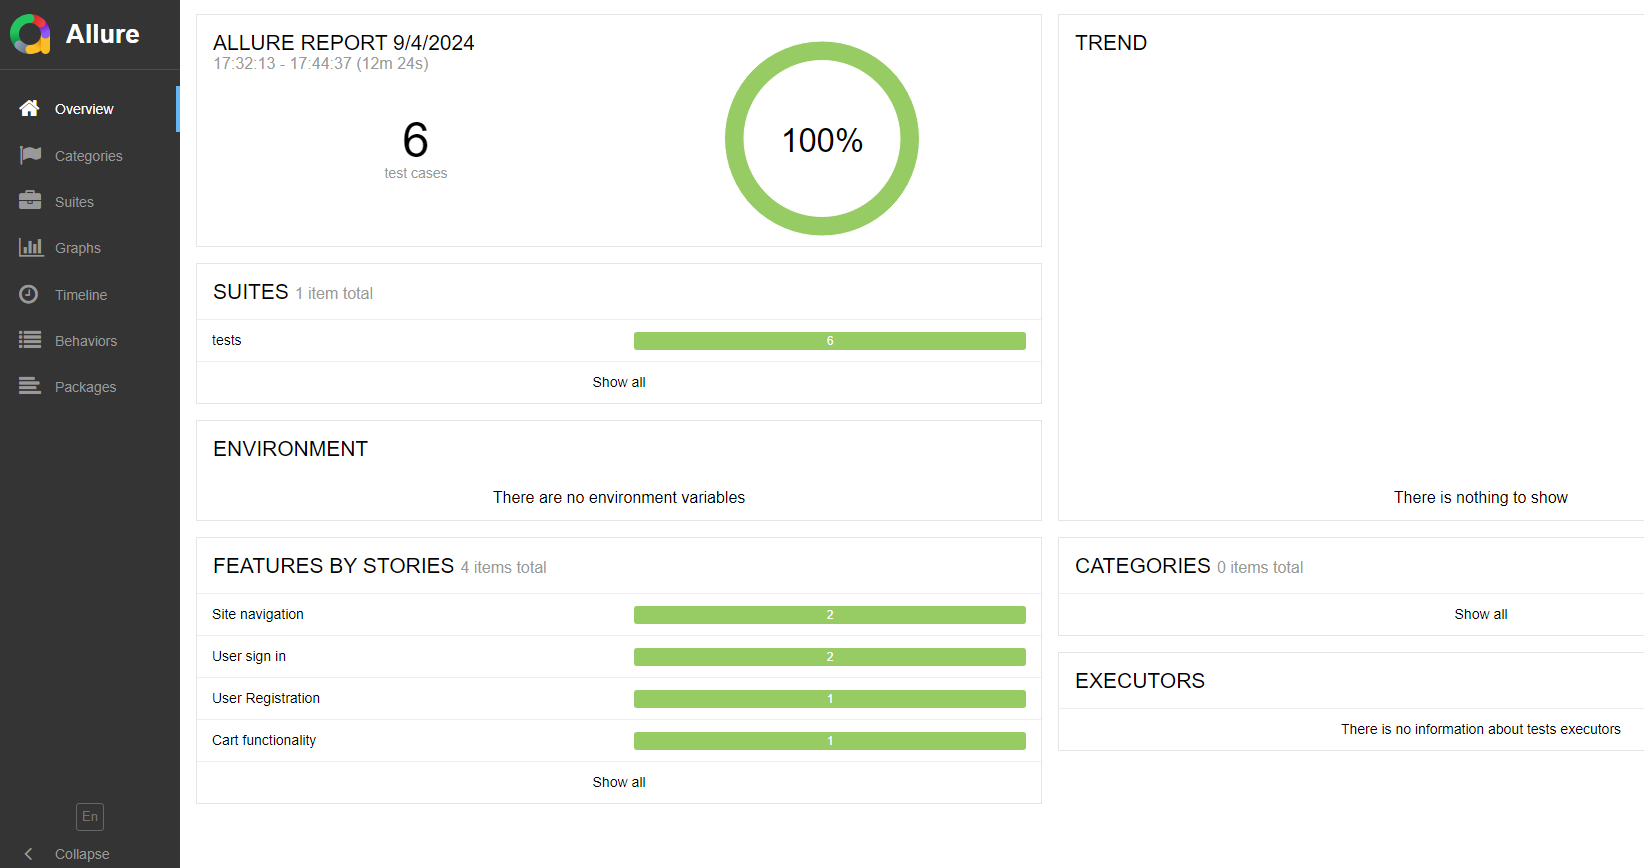 Allure
Overview
Categories
Suites
Graphs
Timeline
Behaviors
Packages
En
Collapse
ALLURE REPORT 9/4/2024
17:32:13 - 17:44:37 (12m 24s)
6
test cases
100%
SUITES 1 item total
tests 6
Show all
ENVIRONMENT
There are no environment variables
FEATURES BY STORIES 4 items total
Site navigation 2
User sign in 2
User Registration 1
Cart functionality 1
Show all
TREND
There is nothing to show
CATEGORIES 0 items total
Show all
EXECUTORS
There is no information about tests executors